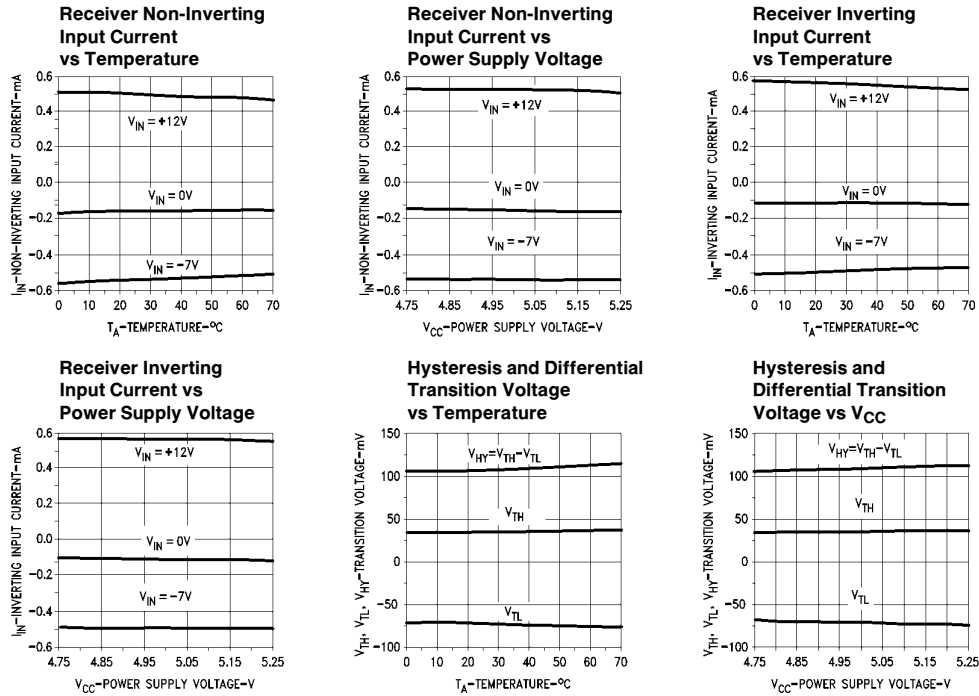 Receiver Non-Inverting
Input Current
vs Temperature
I_IN–NON–INVERTING INPUT CURRENT–mA
0.6
0.4
0.2
0.0
−0.2
−0.4
−0.6
V_IN = +12V
V_IN = 0V
V_IN = −7V
0 10 20 30 40 50 60 70
T_A–TEMPERATURE–°C
Receiver Non-Inverting
Input Current vs
Power Supply Voltage
I_IN–NON–INVERTING INPUT CURRENT–mA
0.6
0.4
0.2
0.0
−0.2
−0.4
−0.6
V_IN = +12V
V_IN = 0V
V_IN = −7V
4.75 4.85 4.95 5.05 5.15 5.25
V_CC–POWER SUPPLY VOLTAGE–V
Receiver Inverting
Input Current
vs Temperature
I_IN–INVERTING INPUT CURRENT–mA
0.6
0.4
0.2
0.0
−0.2
−0.4
−0.6
V_IN = +12V
V_IN = 0V
V_IN = −7V
0 10 20 30 40 50 60 70
T_A–TEMPERATURE–°C
Receiver Inverting
Input Current vs
Power Supply Voltage
I_IN–INVERTING INPUT CURRENT–mA
0.6
0.4
0.2
0.0
−0.2
−0.4
−0.6
V_IN = +12V
V_IN = 0V
V_IN = −7V
4.75 4.85 4.95 5.05 5.15 5.25
V_CC–POWER SUPPLY VOLTAGE–V
Hysteresis and Differential
Transition Voltage
vs Temperature
V_TH, V_TL, V_HY–TRANSITION VOLTAGE–mV
150
100
50
0
−50
−100
V_HY=V_TH−V_TL
V_TH
V_TL
0 10 20 30 40 50 60 70
T_A–TEMPERATURE–°C
Hysteresis and
Differential Transition
Voltage vs V_CC
V_TH, V_TL, V_HY–TRANSITION VOLTAGE–mV
150
100
50
0
−50
−100
V_HY=V_TH−V_TL
V_TH
V_TL
4.75 4.85 4.95 5.05 5.15 5.25
V_CC–POWER SUPPLY VOLTAGE–V